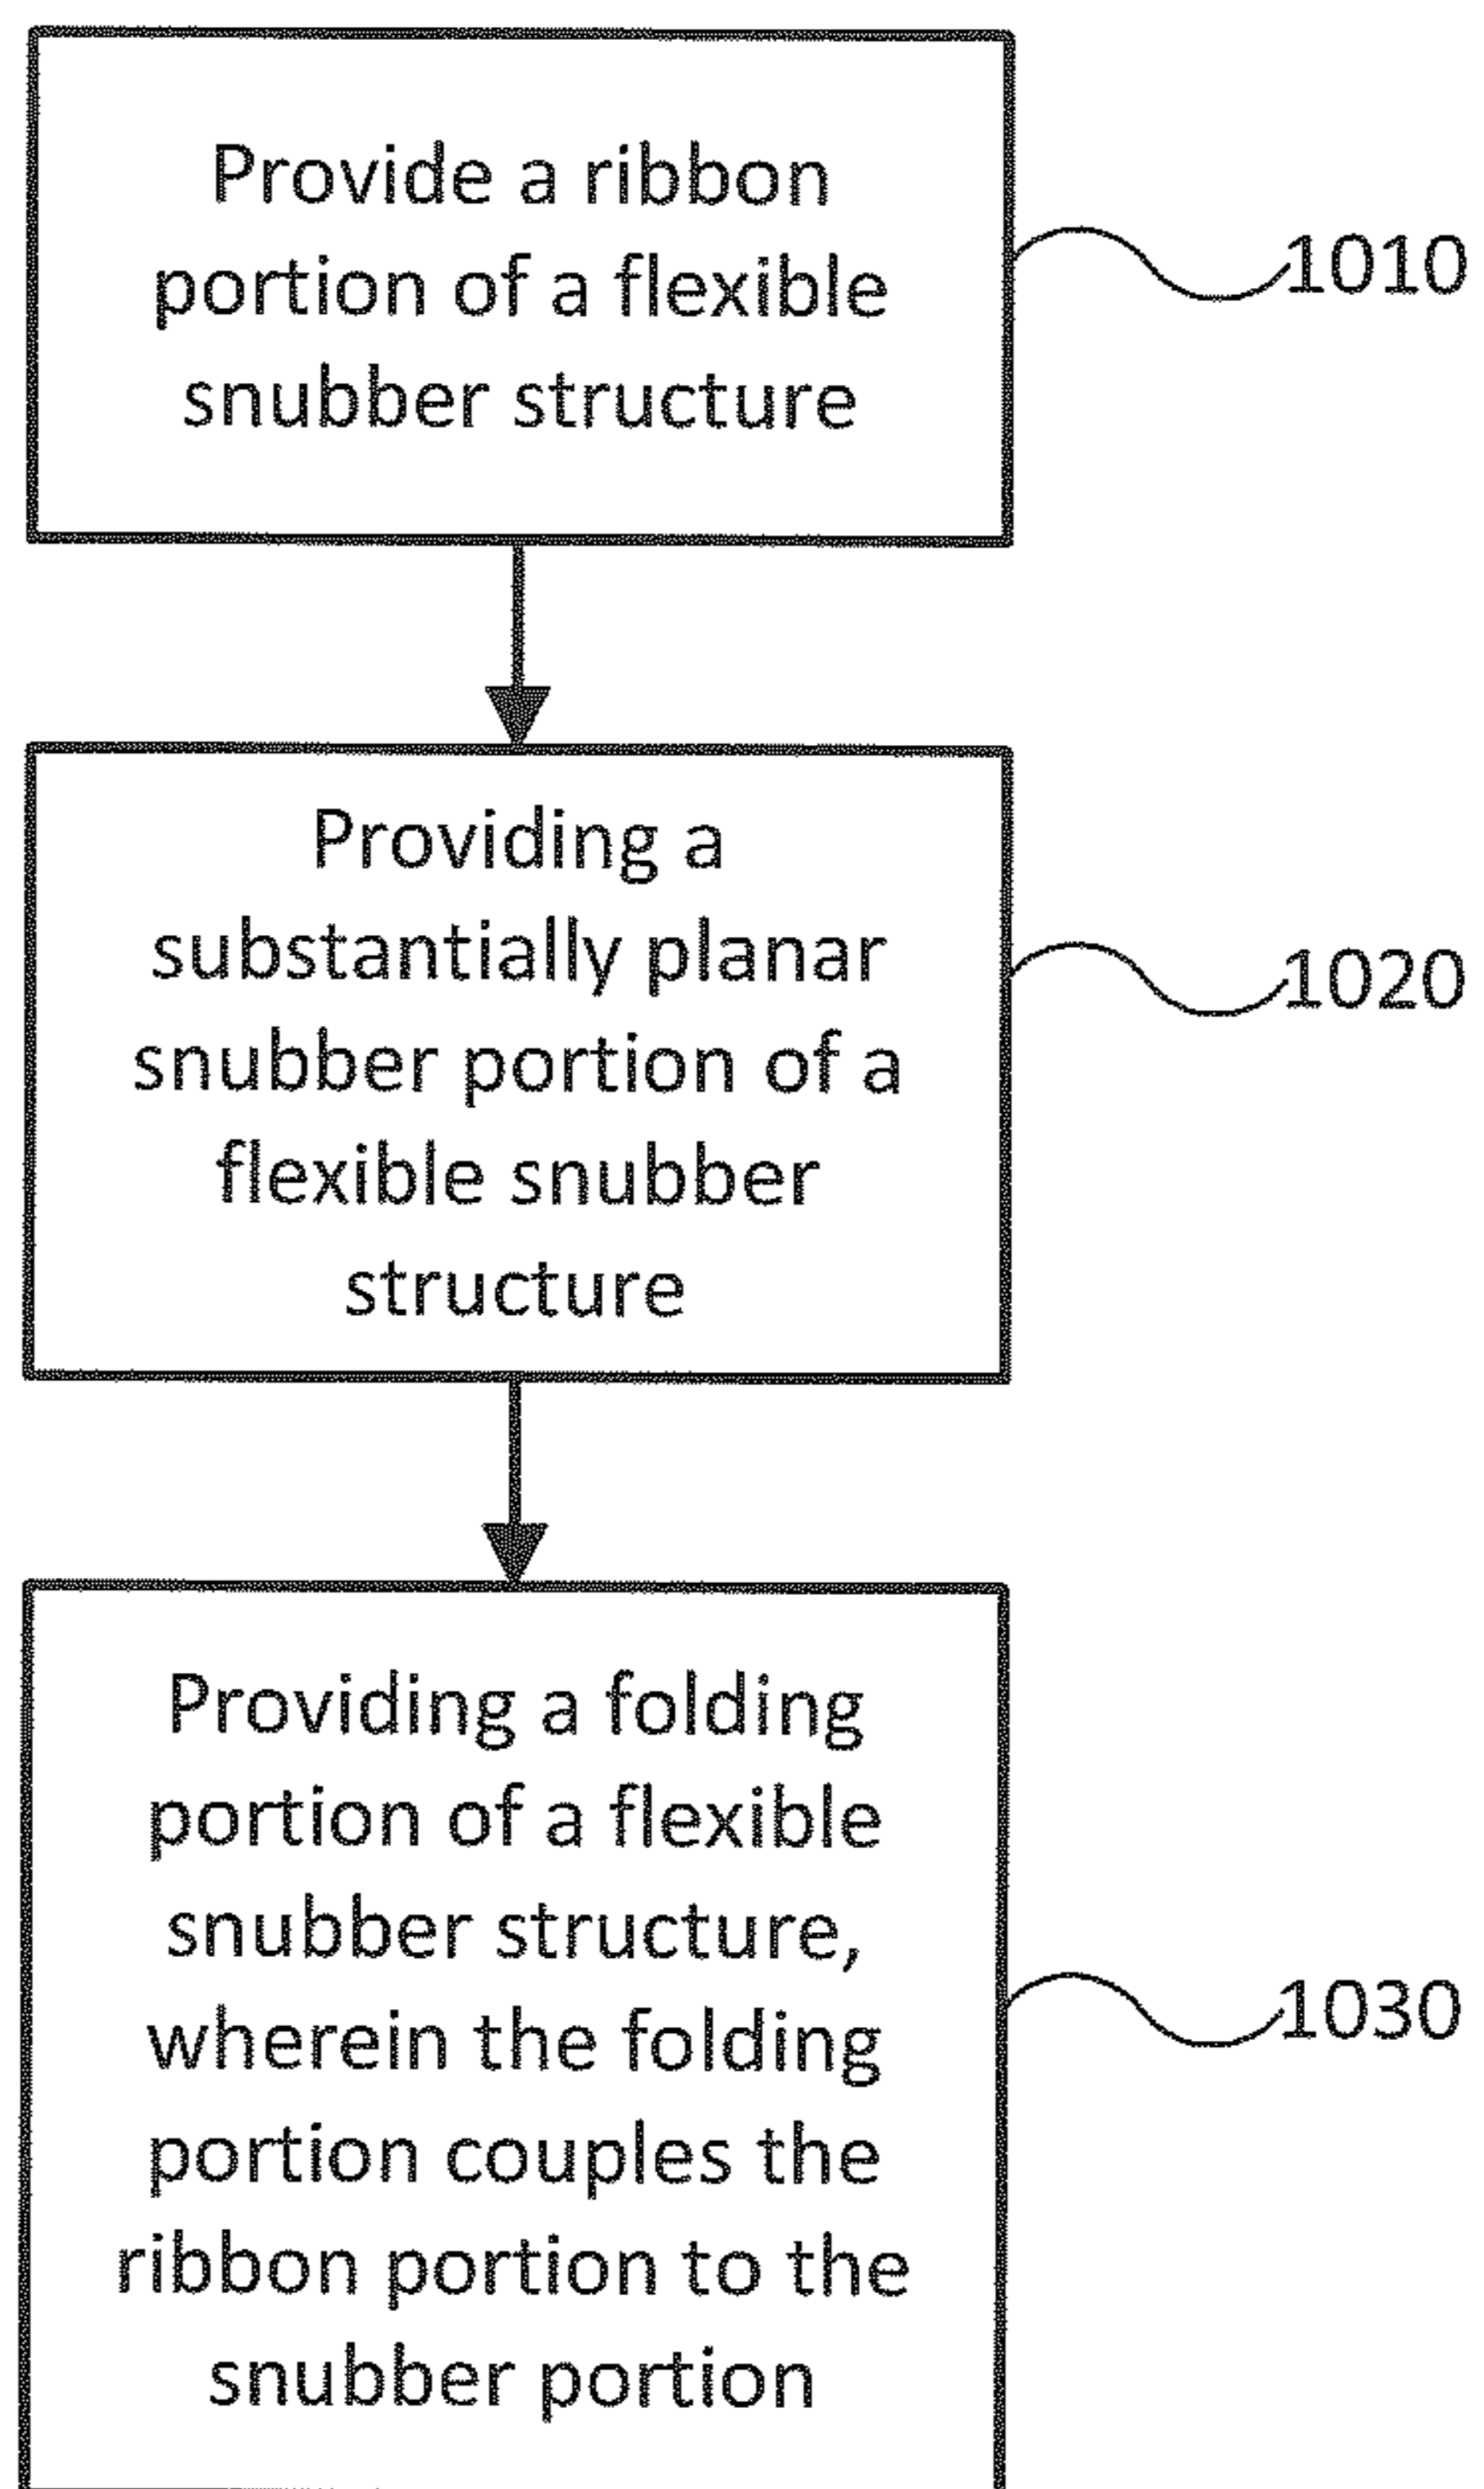 Provide a ribbon
portion of a flexible
snubber structure
1010
Providing a
substantially planar
snubber portion of a
flexible snubber
structure
1020
Providing a folding
portion of a flexible
snubber structure,
wherein the folding
portion couples the
ribbon portion to the
snubber portion
1030